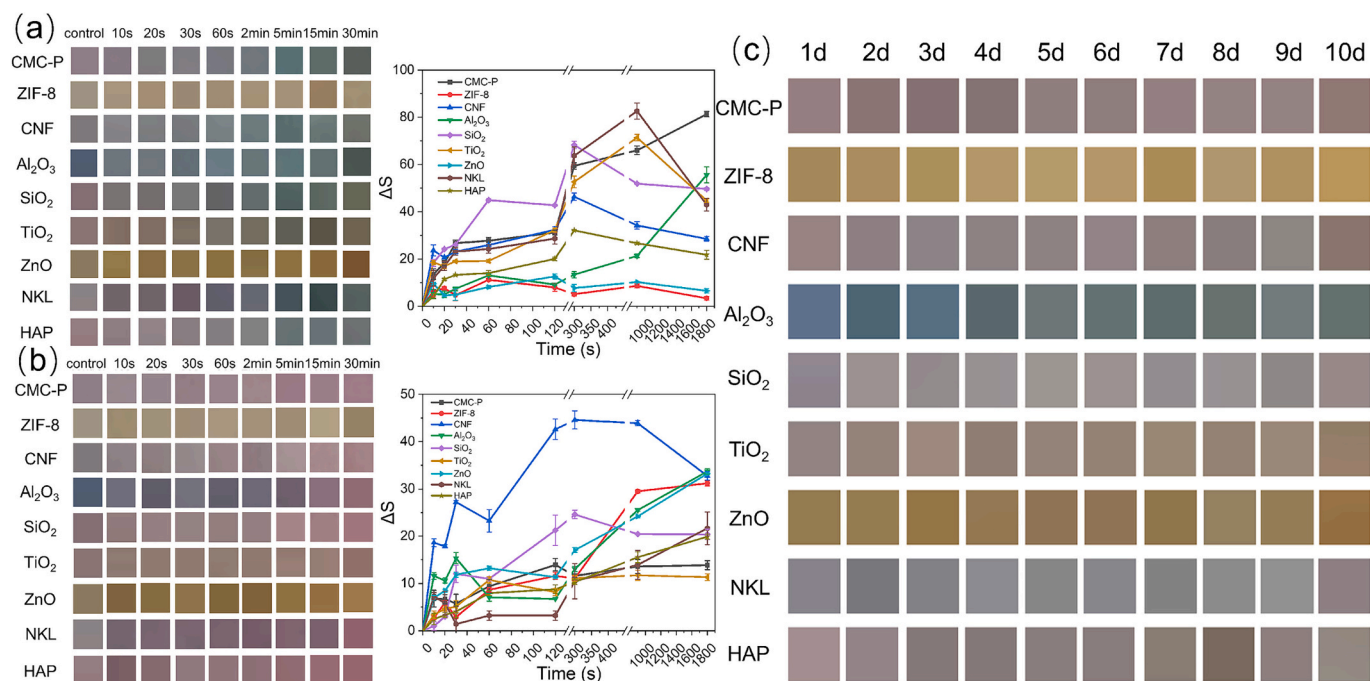 (a)
control 10s 20s 30s 60s 2min 5min 15min 30min
CMC-P
ZIF-8
CNF
Al₂O₃
SiO₂
TiO₂
ZnO
NKL
HAP
100
80
60
40
20
0
ΔS
CMC-P
ZIF-8
CNF
Al₂O₃
SiO₂
TiO₂
ZnO
NKL
HAP
0 20 40 60 80 100 120 300 350 400 1000 1200 1400 1600 1800
Time (s)
(b)
control 10s 20s 30s 60s 2min 5min 15min 30min
CMC-P
ZIF-8
CNF
Al₂O₃
SiO₂
TiO₂
ZnO
NKL
HAP
50
40
30
20
10
0
ΔS
CMC-P
ZIF-8
CNF
Al₂O₃
SiO₂
TiO₂
ZnO
NKL
HAP
0 20 40 60 80 100 120 300 350 400 1000 1200 1400 1600 1800
Time (s)
(c)
1d 2d 3d 4d 5d 6d 7d 8d 9d 10d
CMC-P
ZIF-8
CNF
Al₂O₃
SiO₂
TiO₂
ZnO
NKL
HAP